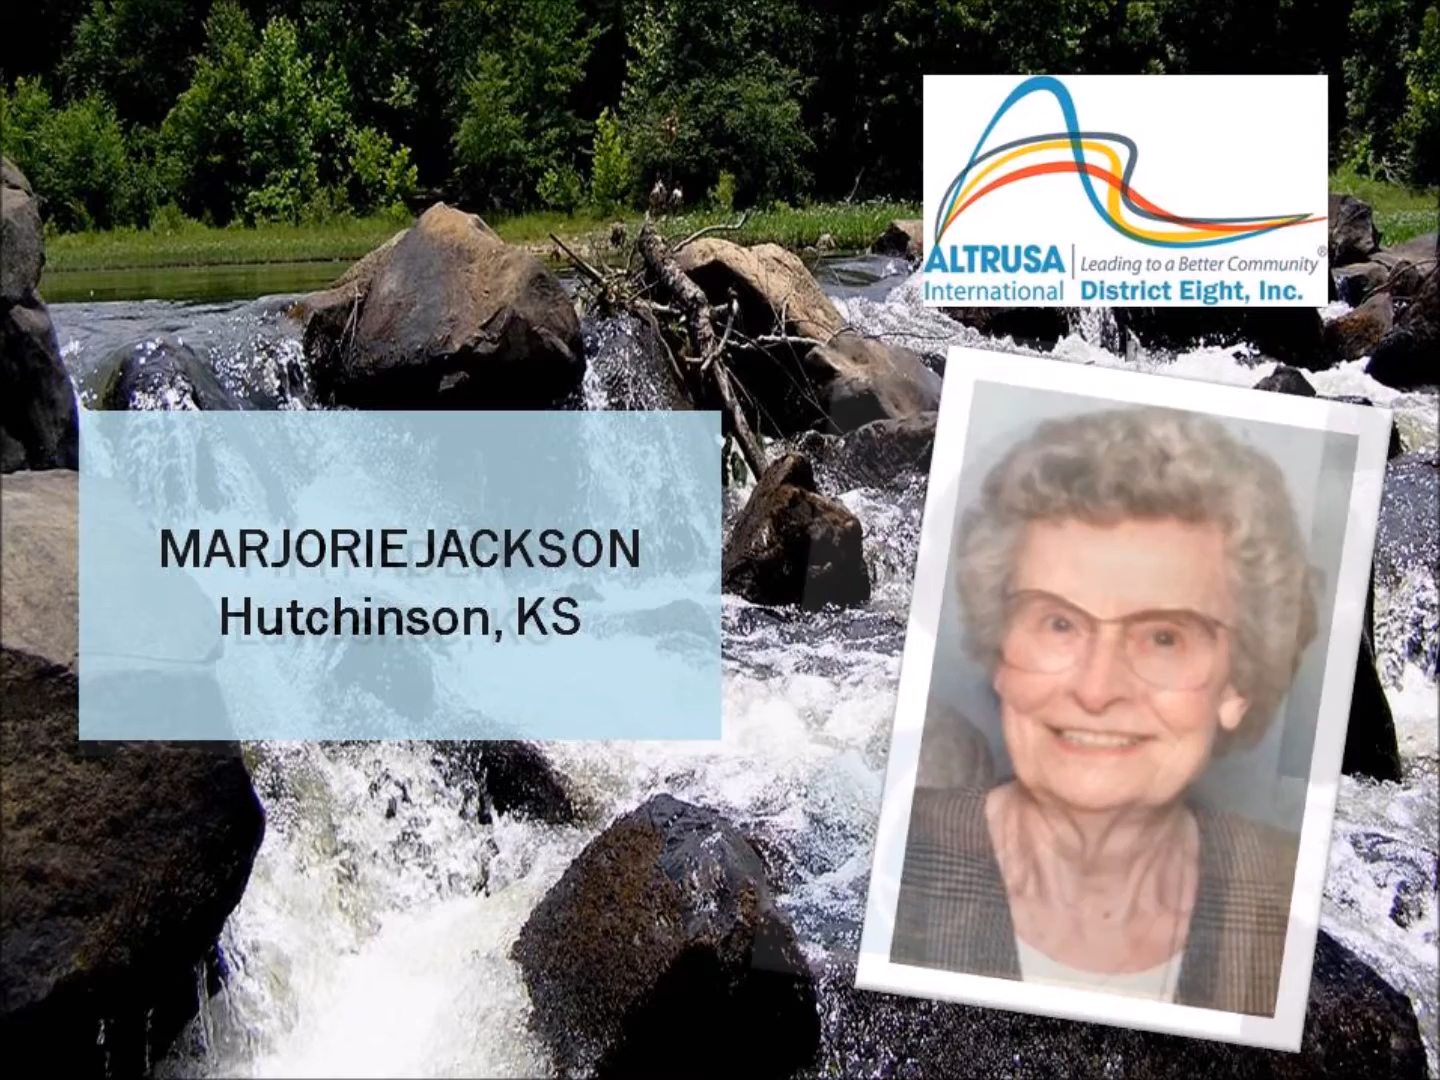 ALTRUSA Leading to a Better Community®
International District Eight, Inc.
MARJORIE JACKSON
Hutchinson, KS